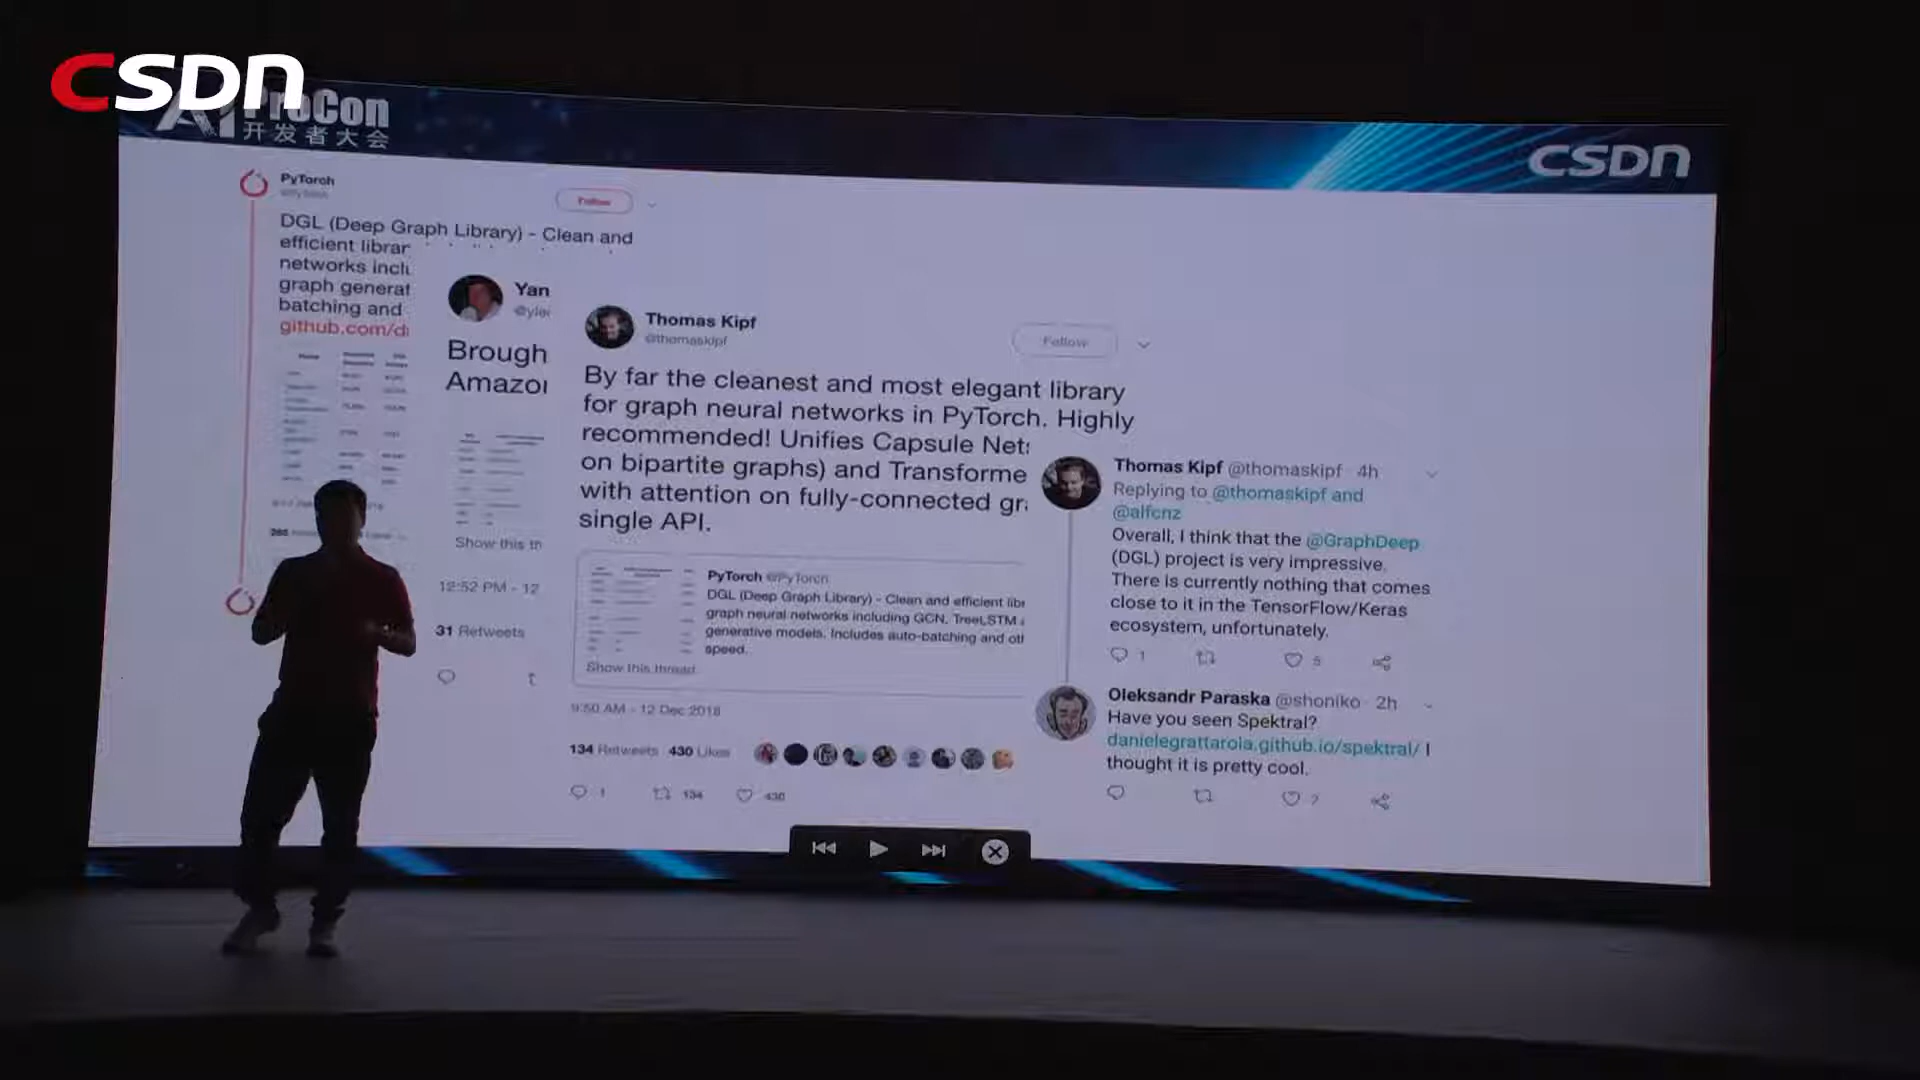 CSDN
AI ProCon
开发者大会
CSDN
PyTorch
Follow
DGL (Deep Graph Library) - Clean and
efficient librar
networks inclu
graph generat
batching and
github.com/d
Yan
@ylec
Brough
Amazon
Show this th
12:52 PM - 12
31 Retweets
Thomas Kipf
@thomaskipf
Follow
By far the cleanest and most elegant library
for graph neural networks in PyTorch. Highly
recommended! Unifies Capsule Nets
on bipartite graphs) and Transforme
with attention on fully-connected gr
single API.
PyTorch @PyTorch
DGL (Deep Graph Library) - Clean and efficient libr
graph neural networks including GCN, TreeLSTM
generative models. Includes auto-batching and oth
speed.
Show this thread
9:50 AM - 12 Dec 2018
134 Retweets 430 Likes
1 134 430
Thomas Kipf @thomaskipf · 4h
Replying to @thomaskipf and
@alfcnz
Overall, I think that the @GraphDeep
(DGL) project is very impressive.
There is currently nothing that comes
close to it in the TensorFlow/Keras
ecosystem, unfortunately.
1 5
Oleksandr Paraska @shoniko · 2h
Have you seen Spektral?
danielegrattarola.github.io/spektral/ I
thought it is pretty cool.
7